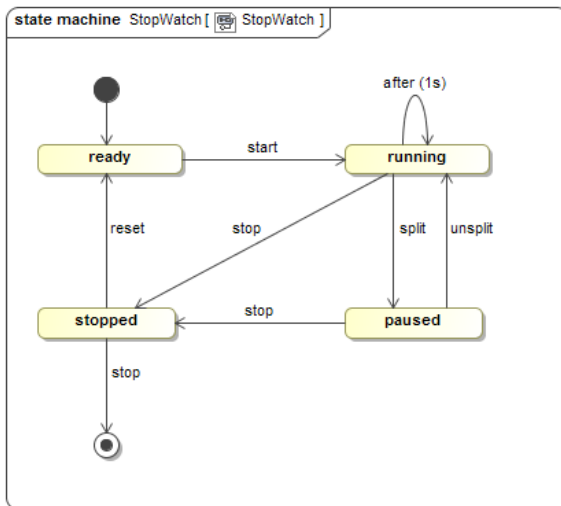 state machine StopWatch [ StopWatch ]
after (1s)
ready
start
running
reset
stop
split
unsplit
stopped
stop
paused
stop